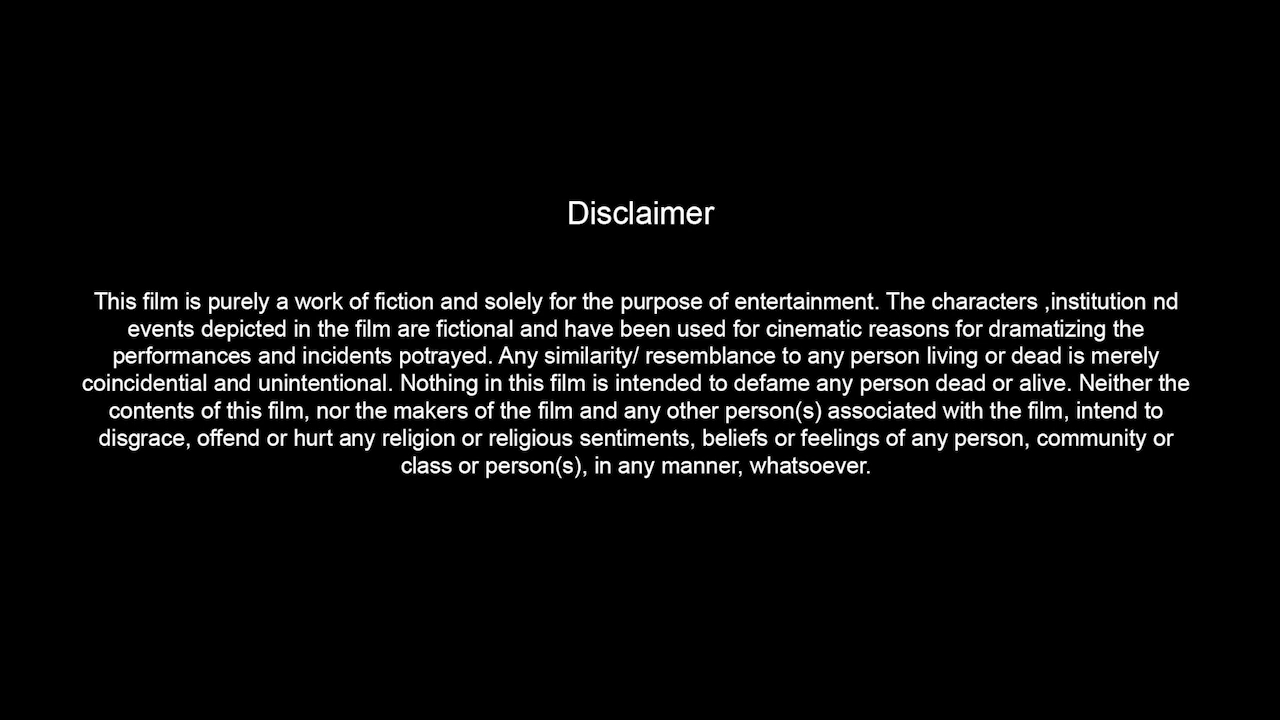 Disclaimer
This film is purely a work of fiction and solely for the purpose of entertainment. The characters ,institution nd
events depicted in the film are fictional and have been used for cinematic reasons for dramatizing the
performances and incidents potrayed. Any similarity/ resemblance to any person living or dead is merely
coincidential and unintentional. Nothing in this film is intended to defame any person dead or alive. Neither the
contents of this film, nor the makers of the film and any other person(s) associated with the film, intend to
disgrace, offend or hurt any religion or religious sentiments, beliefs or feelings of any person, community or
class or person(s), in any manner, whatsoever.